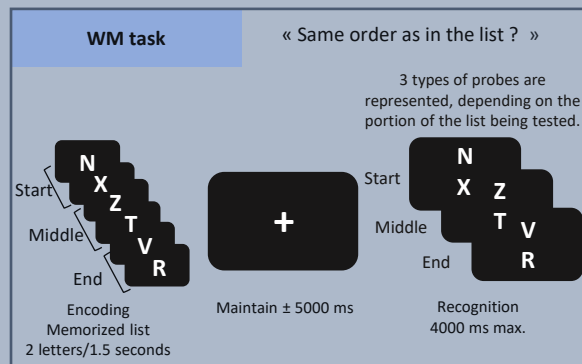 WM task
« Same order as in the list ? »
3 types of probes are
represented, depending on the
portion of the list being tested.
N
X
Z
T
V
R
Start
Middle
End
Encoding
Memorized list
2 letters/1.5 seconds
+
Maintain ± 5000 ms
N
X
Z
T
V
R
Start
Middle
End
Recognition
4000 ms max.